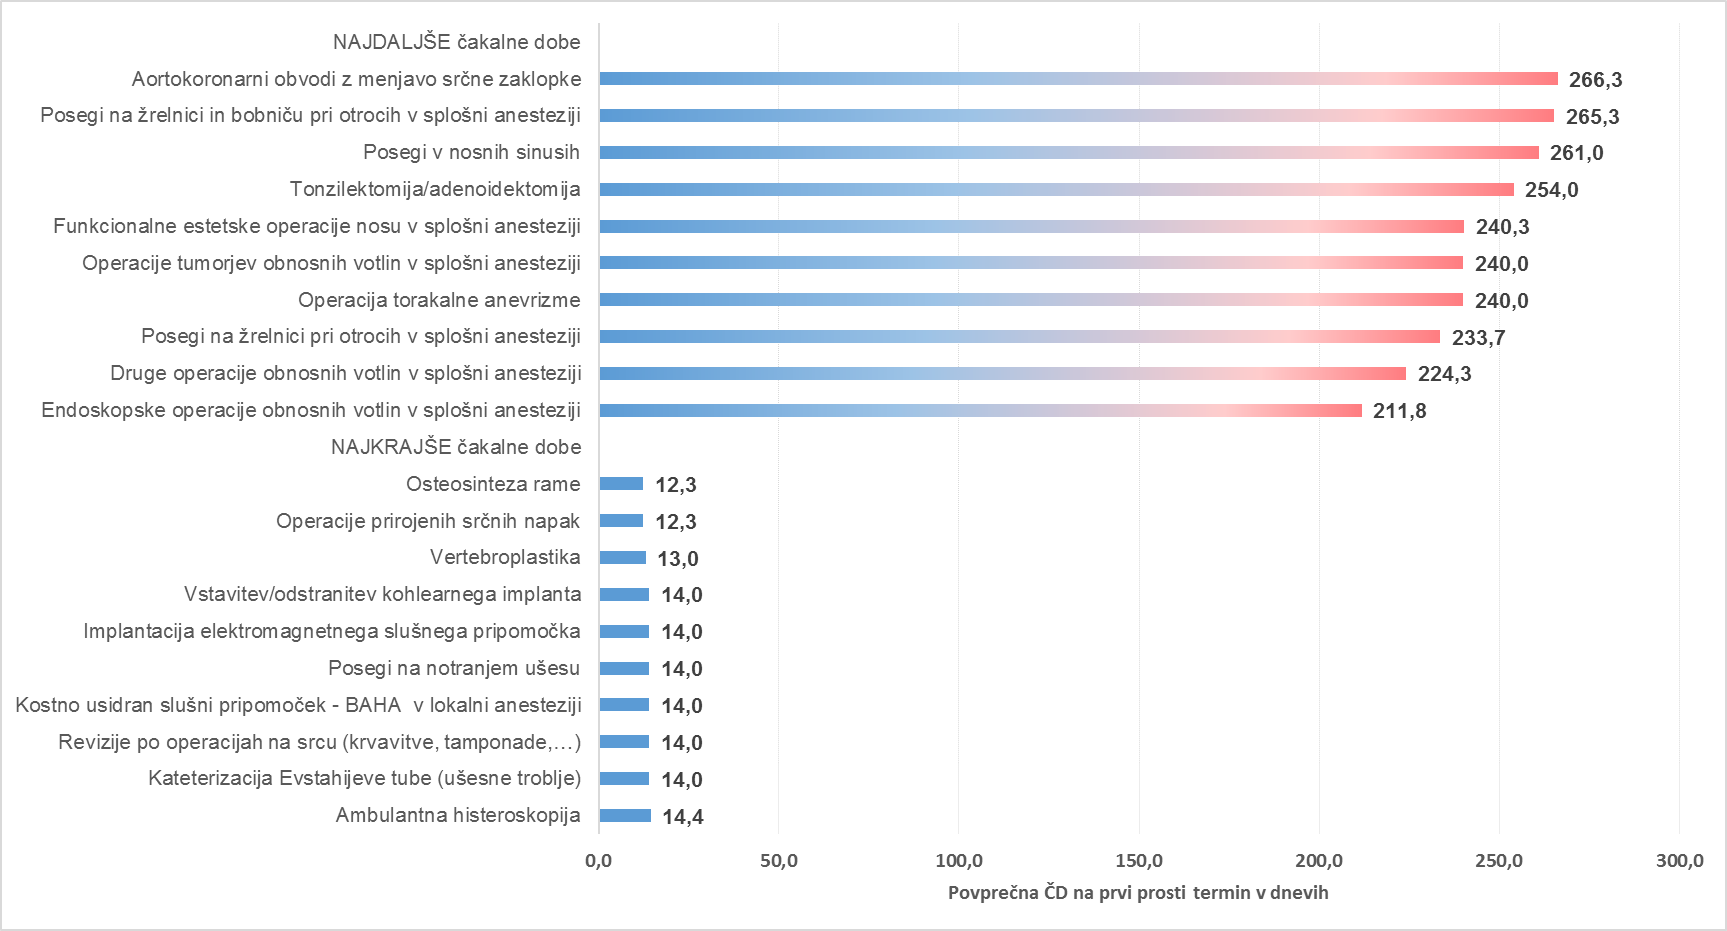 NAJDALJŠE čakalne dobe
Aortokoronarni obvodi z menjavo srčne zaklopke 266,3
Posegi na žrelnici in bobniču pri otrocih v splošni anesteziji 265,3
Posegi v nosnih sinusih 261,0
Tonzilektomija/adenoidektomija 254,0
Funkcionalne estetske operacije nosu v splošni anesteziji 240,3
Operacije tumorjev obnosnih votlin v splošni anesteziji 240,0
Operacija torakalne anevrizme 240,0
Posegi na žrelnici pri otrocih v splošni anesteziji 233,7
Druge operacije obnosnih votlin v splošni anesteziji 224,3
Endoskopske operacije obnosnih votlin v splošni anesteziji 211,8
NAJKRAJŠE čakalne dobe
Osteosinteza rame 12,3
Operacije prirojenih srčnih napak 12,3
Vertebroplastika 13,0
Vstavitev/odstranitev kohlearnega implanta 14,0
Implantacija elektromagnetnega slušnega pripomočka 14,0
Posegi na notranjem ušesu 14,0
Kostno usidran slušni pripomoček - BAHA  v lokalni anesteziji 14,0
Revizije po operacijah na srcu (krvavitve, tamponade,…) 14,0
Kateterizacija Evstahijeve tube (ušesne troblje) 14,0
Ambulantna histeroskopija 14,4
0,0 50,0 100,0 150,0 200,0 250,0 300,0
Povprečna ČD na prvi prosti termin v dnevih